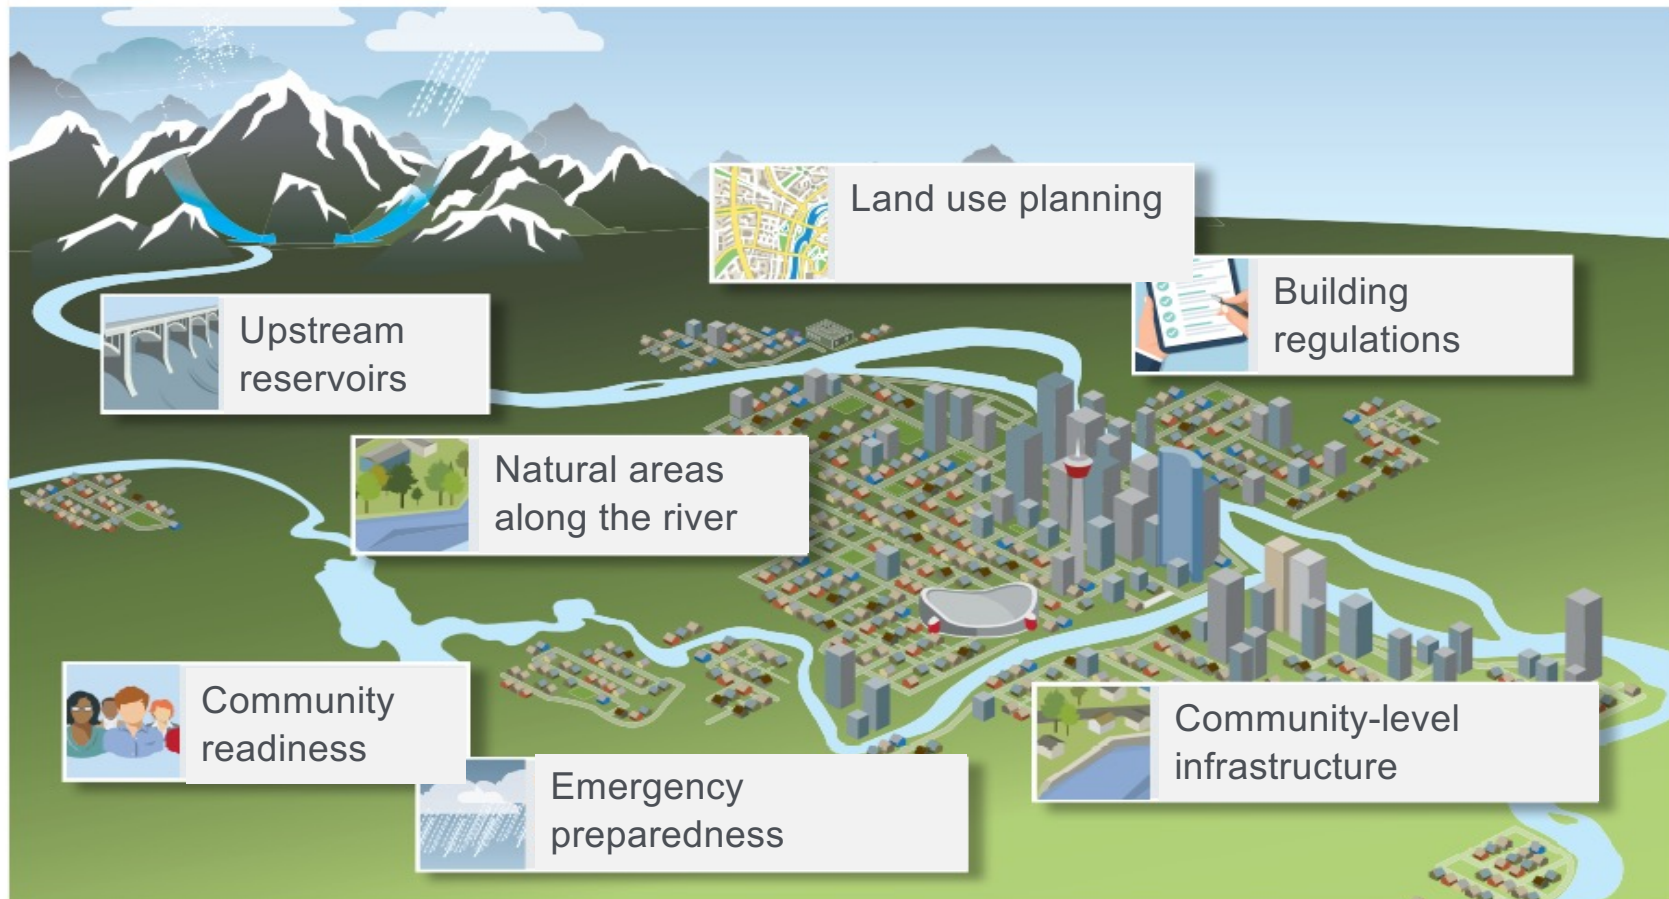 Land use planning
Building
regulations
Upstream
reservoirs
Natural areas
along the river
Community
readiness
Community-level
infrastructure
Emergency
preparedness